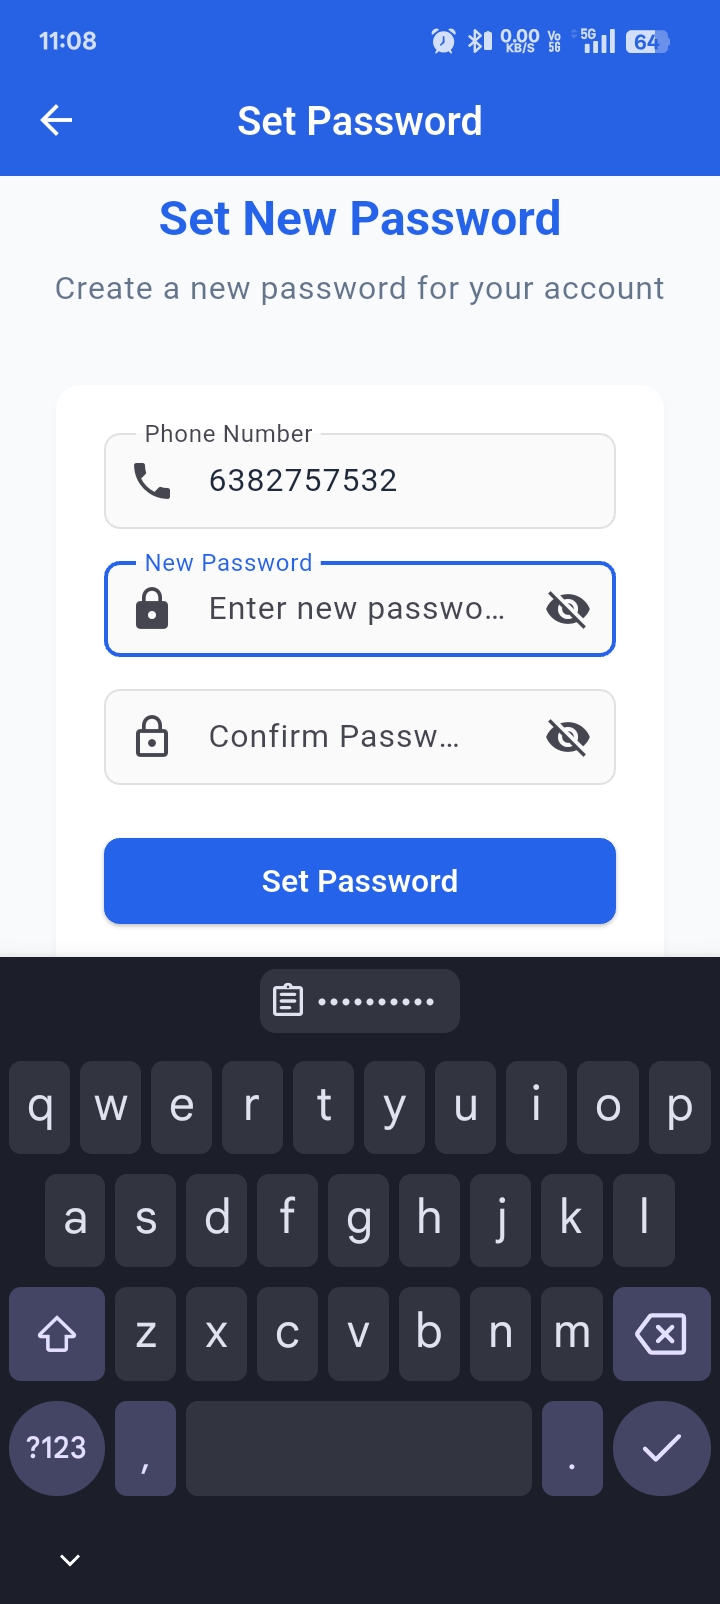 11:08
0.00 KB/S Vo 5G 5G 64
Set Password
Set New Password
Create a new password for your account
Phone Number
6382757532
New Password
Enter new passwo...
Confirm Passw...
Set Password
••••••••••
q w e r t y u i o p
a s d f g h j k l
z x c v b n m
?123 , .